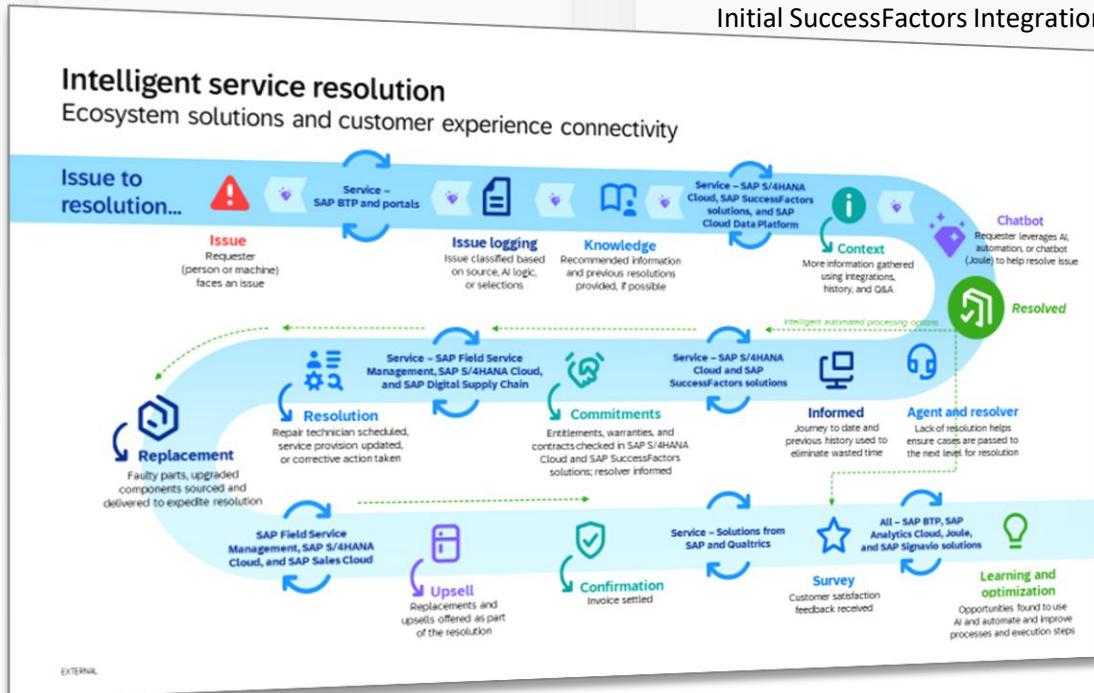 Initial SuccessFactors Integration
Intelligent service resolution
Ecosystem solutions and customer experience connectivity
Issue to
resolution...
Service –
SAP BTP and portals
Service – SAP S/4HANA
Cloud, SAP SuccessFactors
solutions, and SAP
Cloud Data Platform
Issue
Requester
(person or machine)
faces an issue
Issue logging
Issue classified based
on source, AI logic,
or selections
Knowledge
Recommended information
and previous resolutions
provided, if possible
Context
More information gathered
using integrations,
history, and Q&A
Chatbot
Requester leverages AI,
automation, or chatbot
(Joule) to help resolve issue
Resolved
Intelligent automated processing options
Service – SAP Field Service
Management, SAP S/4HANA Cloud,
and SAP Digital Supply Chain
Service – SAP S/4HANA
Cloud and SAP
SuccessFactors solutions
Replacement
Faulty parts, upgraded
components sourced and
delivered to expedite resolution
Resolution
Repair technician scheduled,
service provision updated,
or corrective action taken
Commitments
Entitlements, warranties, and
contracts checked in SAP S/4HANA
Cloud and SAP SuccessFactors
solutions; resolver informed
Informed
Journey to date and
previous history used to
eliminate wasted time
Agent and resolver
Lack of resolution helps
ensure cases are passed to
the next level for resolution
SAP Field Service
Management, SAP S/4HANA
Cloud, and SAP Sales Cloud
Service – Solutions from
SAP and Qualtrics
All – SAP BTP, SAP
Analytics Cloud, Joule,
and SAP Signavio solutions
Upsell
Replacements and
upsells offered as part
of the resolution
Confirmation
Invoice settled
Survey
Customer satisfaction
feedback received
Learning and
optimization
Opportunities found to use
AI and automate and improve
processes and execution steps
EXTERNAL